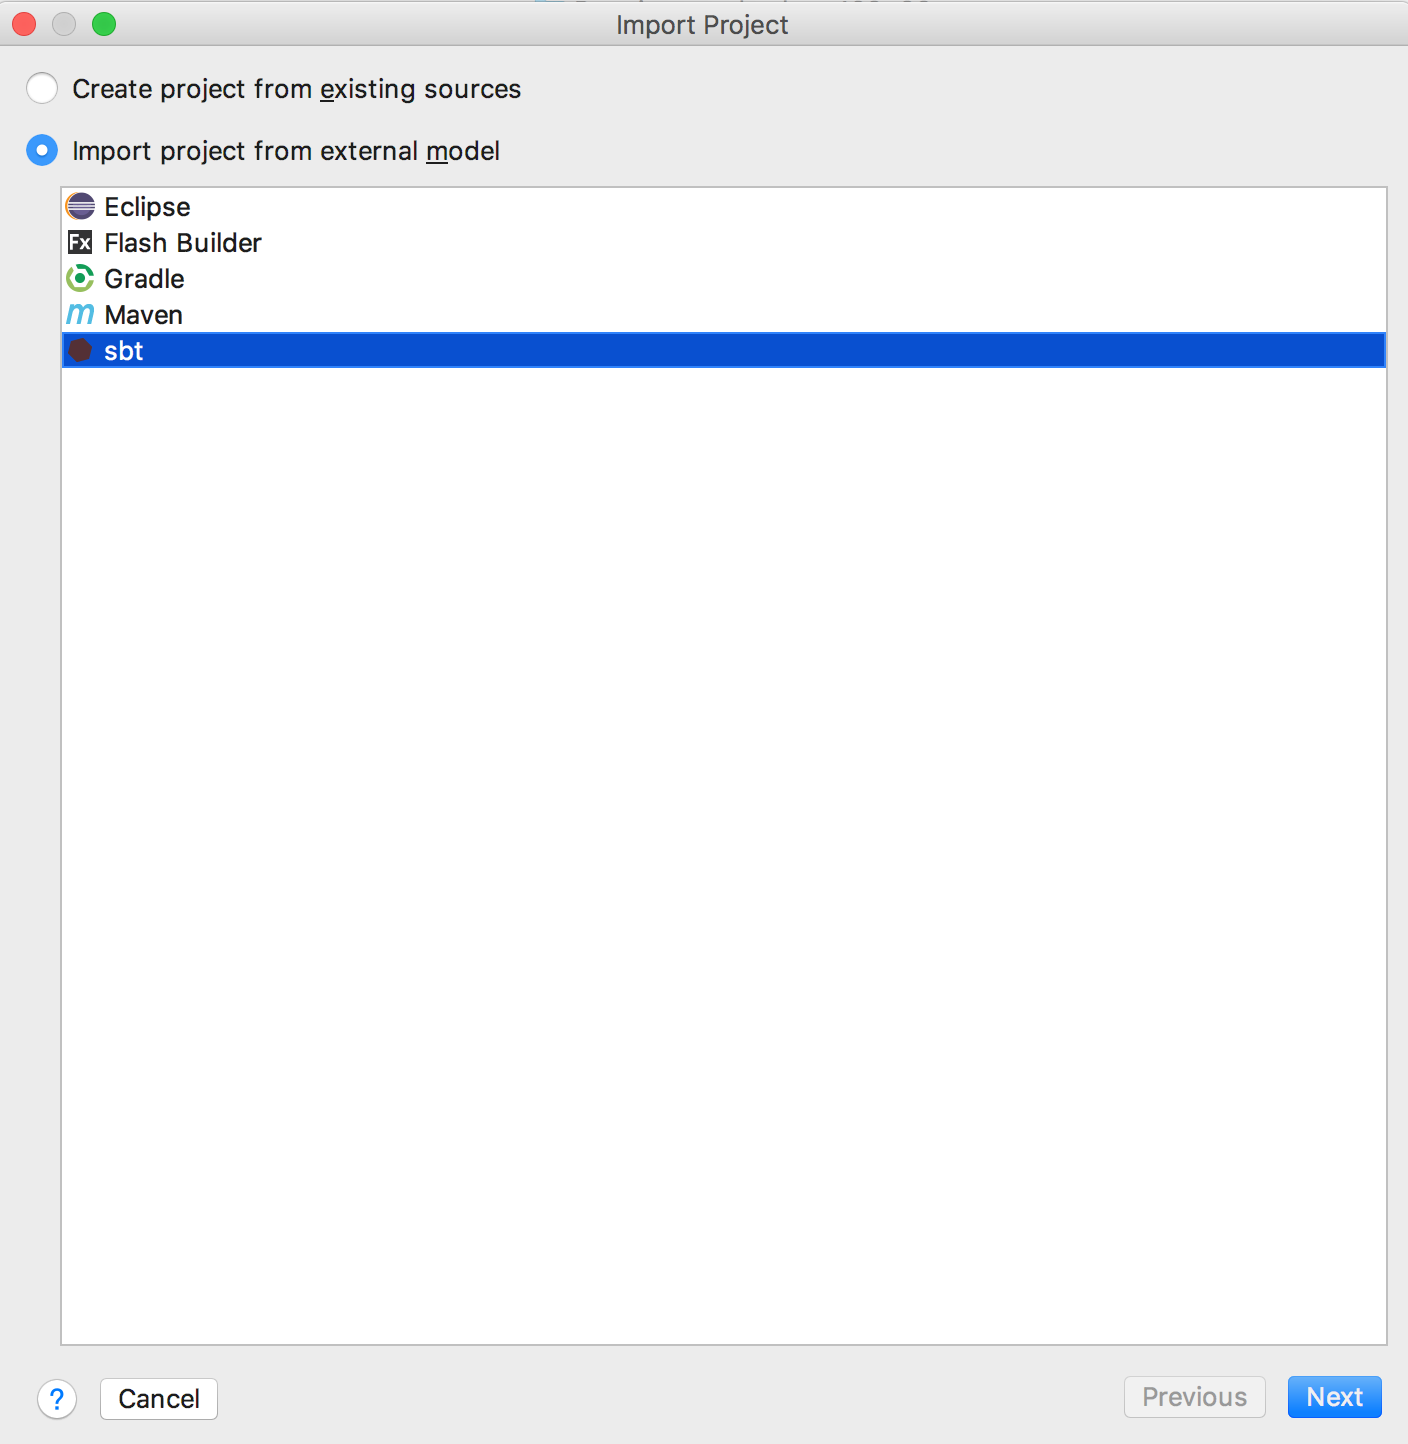 Import Project
Create project from existing sources
Import project from external model
Eclipse
Fx Flash Builder
Gradle
m Maven
sbt
? Cancel Previous Next